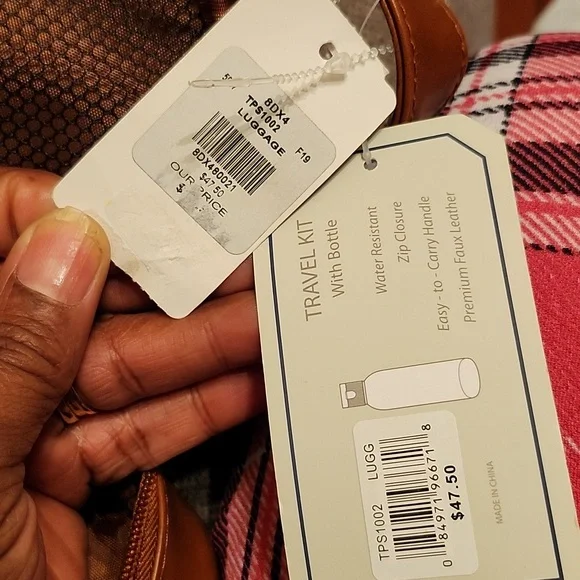 8DX4
TPS1002
LUGGAGE
F19
8DX480021
$47.50
OUR PRICE
$
TRAVEL KIT
With Bottle
Water Resistant
Zip Closure
Easy - to - Carry Handle
Premium Faux Leather
TPS1002 LUGG
0 84971 96671 8
$47.50
MADE IN CHINA